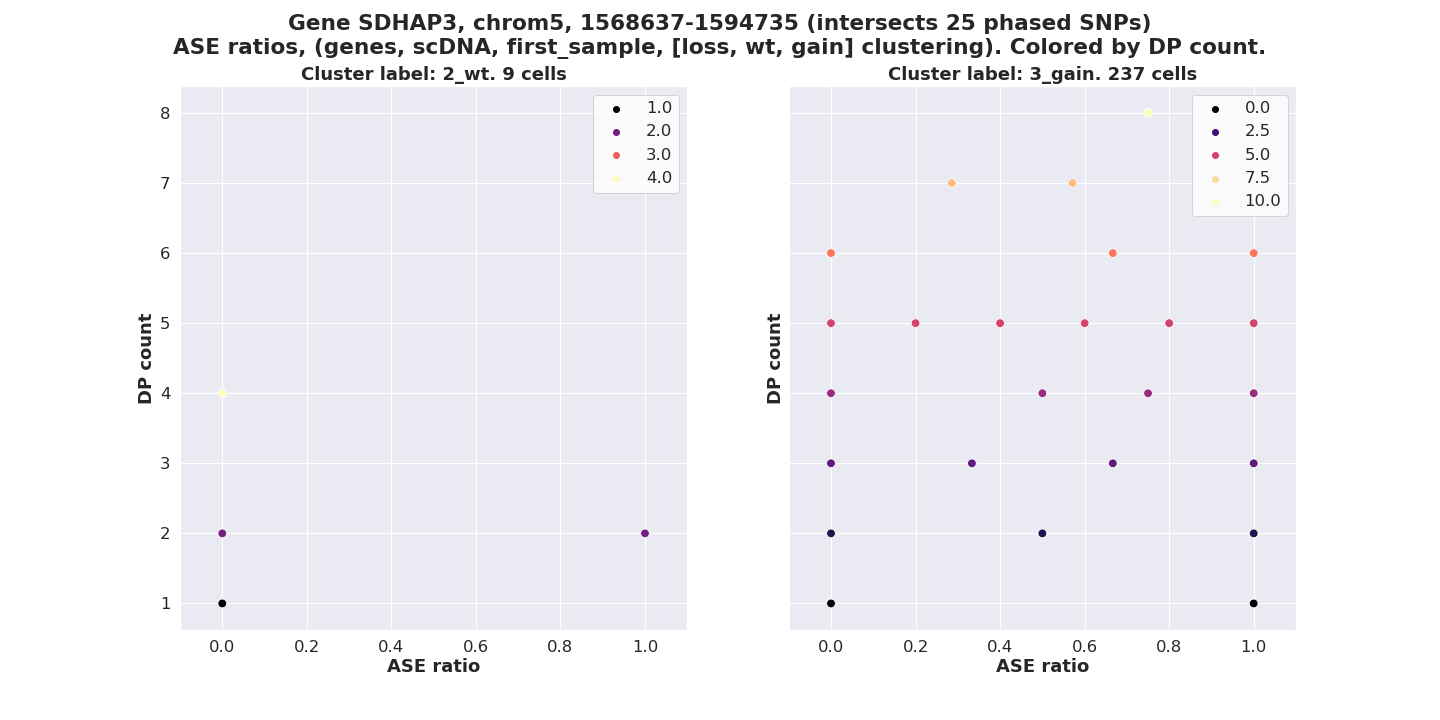 Gene SDHAP3, chrom5, 1568637-1594735 (intersects 25 phased SNPs)
ASE ratios, (genes, scDNA, first_sample, [loss, wt, gain] clustering). Colored by DP count.
Cluster label: 2_wt. 9 cells
8
7
6
5
4
3
2
1
DP count
0.0 0.2 0.4 0.6 0.8 1.0
ASE ratio
1.0
2.0
3.0
4.0
Cluster label: 3_gain. 237 cells
DP count
0.0 0.2 0.4 0.6 0.8 1.0
ASE ratio
0.0
2.5
5.0
7.5
10.0